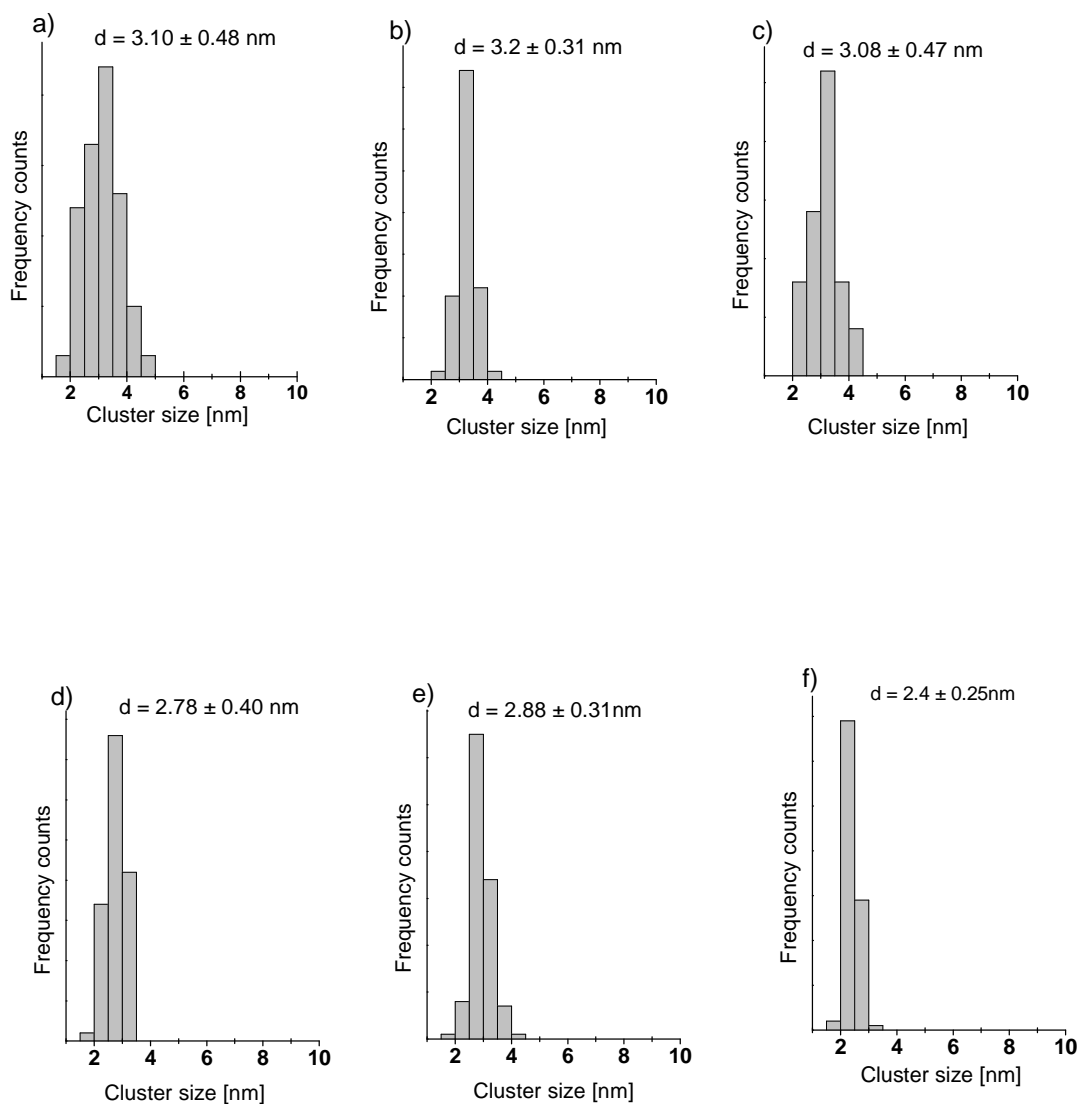 a)
d = 3.10 ± 0.48 nm
Frequency counts
2 4 6 8 10
Cluster size [nm]
b)
d = 3.2 ± 0.31 nm
Frequency counts
2 4 6 8 10
Cluster size [nm]
c)
d = 3.08 ± 0.47 nm
Frequency counts
2 4 6 8 10
Cluster size [nm]
d)
d = 2.78 ± 0.40 nm
Frequency counts
2 4 6 8 10
Cluster size [nm]
e)
d = 2.88 ± 0.31nm
Frequency counts
2 4 6 8 10
Cluster size [nm]
f)
d = 2.4 ± 0.25nm
Frequency counts
2 4 6 8 10
Cluster size [nm]